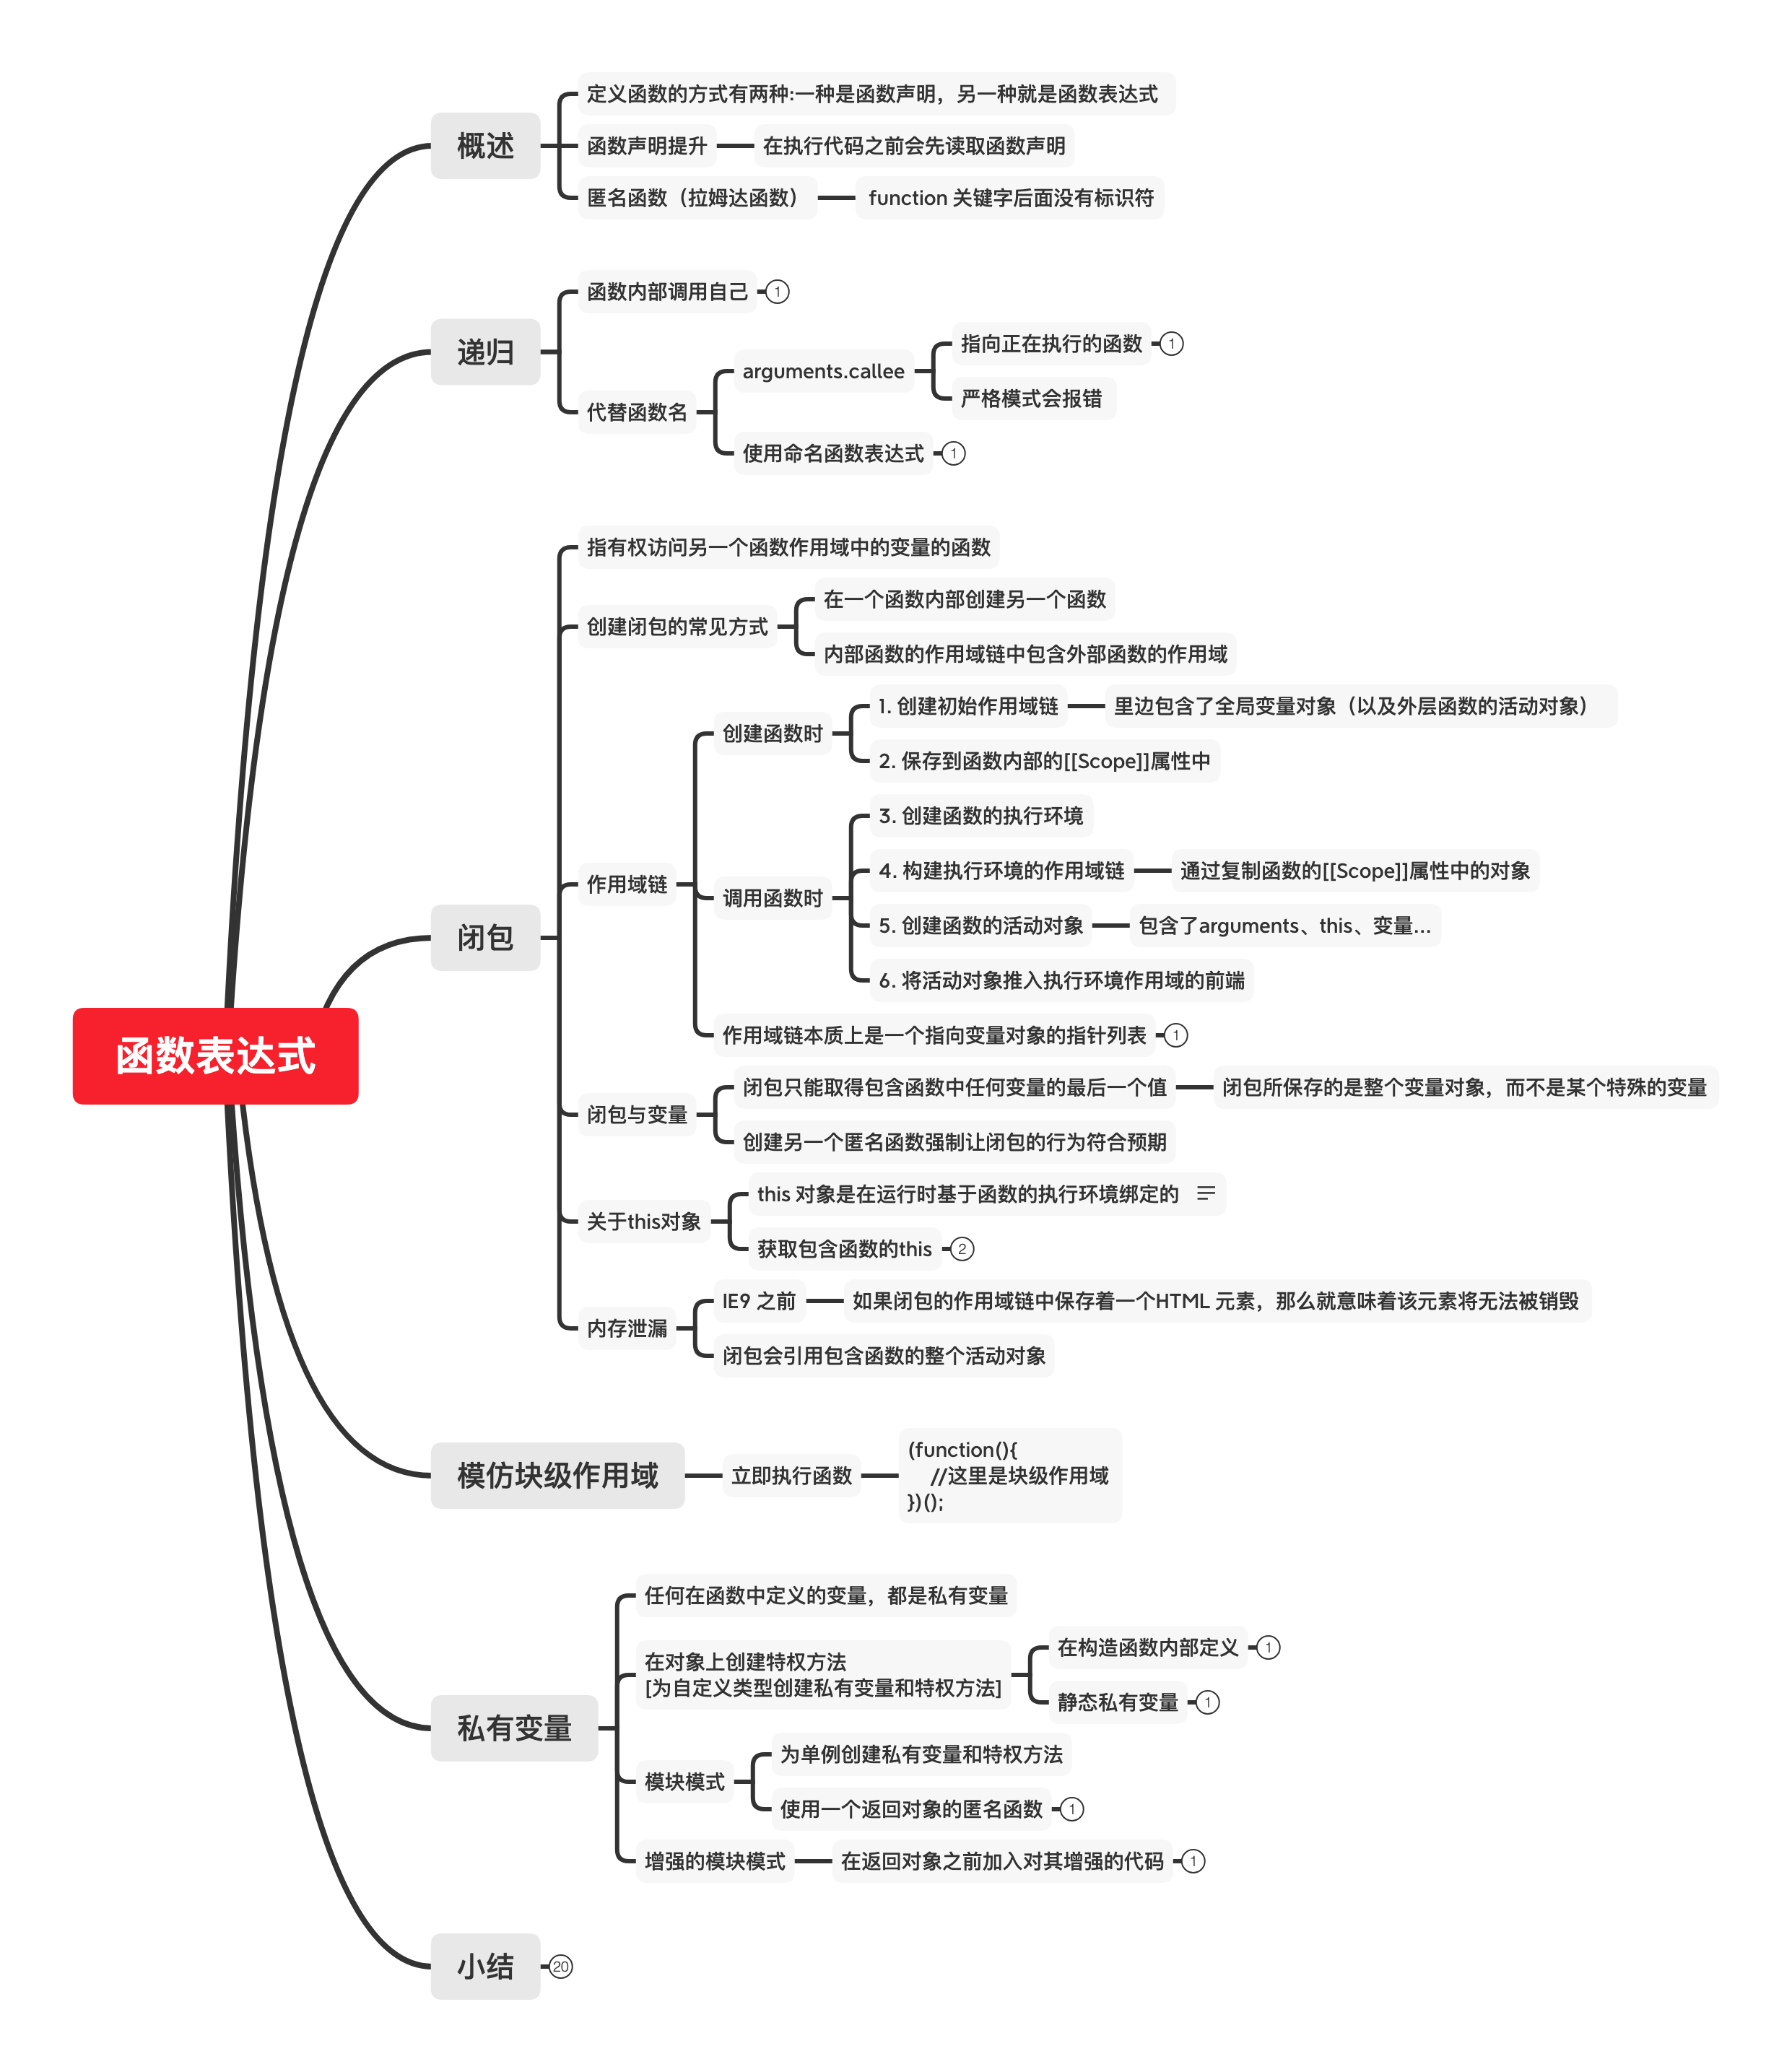 函数表达式
概述
定义函数的方式有两种:一种是函数声明，另一种就是函数表达式
函数声明提升
在执行代码之前会先读取函数声明
匿名函数（拉姆达函数）
function 关键字后面没有标识符
递归
函数内部调用自己
1
代替函数名
arguments.callee
指向正在执行的函数
1
严格模式会报错
使用命名函数表达式
1
闭包
指有权访问另一个函数作用域中的变量的函数
创建闭包的常见方式
在一个函数内部创建另一个函数
内部函数的作用域链中包含外部函数的作用域
作用域链
创建函数时
1. 创建初始作用域链
里边包含了全局变量对象（以及外层函数的活动对象）
2. 保存到函数内部的[[Scope]]属性中
调用函数时
3. 创建函数的执行环境
4. 构建执行环境的作用域链
通过复制函数的[[Scope]]属性中的对象
5. 创建函数的活动对象
包含了arguments、this、变量...
6. 将活动对象推入执行环境作用域的前端
作用域链本质上是一个指向变量对象的指针列表
1
闭包与变量
闭包只能取得包含函数中任何变量的最后一个值
闭包所保存的是整个变量对象，而不是某个特殊的变量
创建另一个匿名函数强制让闭包的行为符合预期
关于this对象
this 对象是在运行时基于函数的执行环境绑定的
获取包含函数的this
2
内存泄漏
IE9 之前
如果闭包的作用域链中保存着一个HTML 元素，那么就意味着该元素将无法被销毁
闭包会引用包含函数的整个活动对象
模仿块级作用域
立即执行函数
(function(){
//这里是块级作用域
})();
私有变量
任何在函数中定义的变量，都是私有变量
在对象上创建特权方法
[为自定义类型创建私有变量和特权方法]
在构造函数内部定义
1
静态私有变量
1
模块模式
为单例创建私有变量和特权方法
使用一个返回对象的匿名函数
1
增强的模块模式
在返回对象之前加入对其增强的代码
1
小结
20